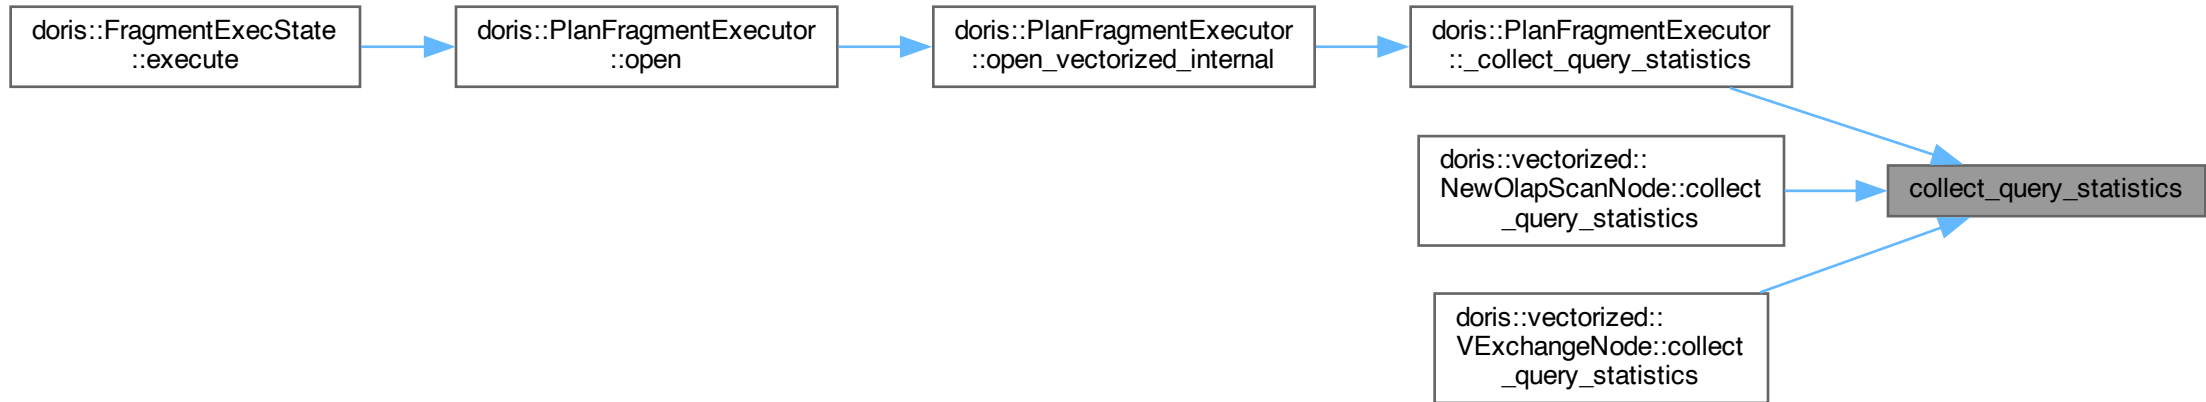 doris::FragmentExecState
::execute
doris::PlanFragmentExecutor
::open
doris::PlanFragmentExecutor
::open_vectorized_internal
doris::PlanFragmentExecutor
::_collect_query_statistics
doris::vectorized::
NewOlapScanNode::collect
_query_statistics
collect_query_statistics
doris::vectorized::
VExchangeNode::collect
_query_statistics